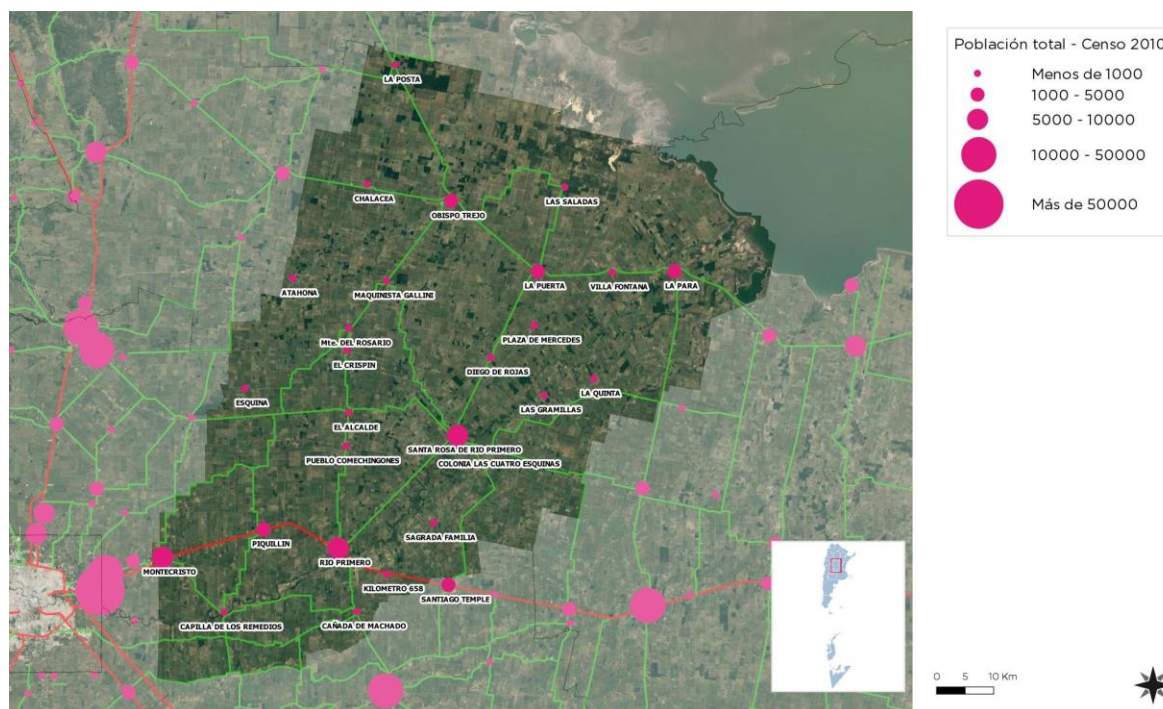 Población total - Censo 2010
Menos de 1000
1000 - 5000
5000 - 10000
10000 - 50000
Más de 50000
LA POSTA
CHALACEA
LAS SALADAS
OBISPO TREJO
ATAHONA
MAQUINISTA GALLINI
LA PUERTA
VILLA FONTANA
LA PARA
Mte. DEL ROSARIO
PLAZA DE MERCEDES
EL CRISPIN
DIEGO DE ROJAS
ESQUINA
LA QUINTA
LAS GRAMILLAS
EL ALCALDE
SANTA ROSA DE RIO PRIMERO
PUEBLO COMECHINGONES
COLONIA LAS CUATRO ESQUINAS
SAGRADA FAMILIA
PIQUILLIN
RIO PRIMERO
MONTECRISTO
KILOMETRO 658
SANTIAGO TEMPLE
CAPILLA DE LOS REMEDIOS
CAÑADA DE MACHADO
0 5 10 Km